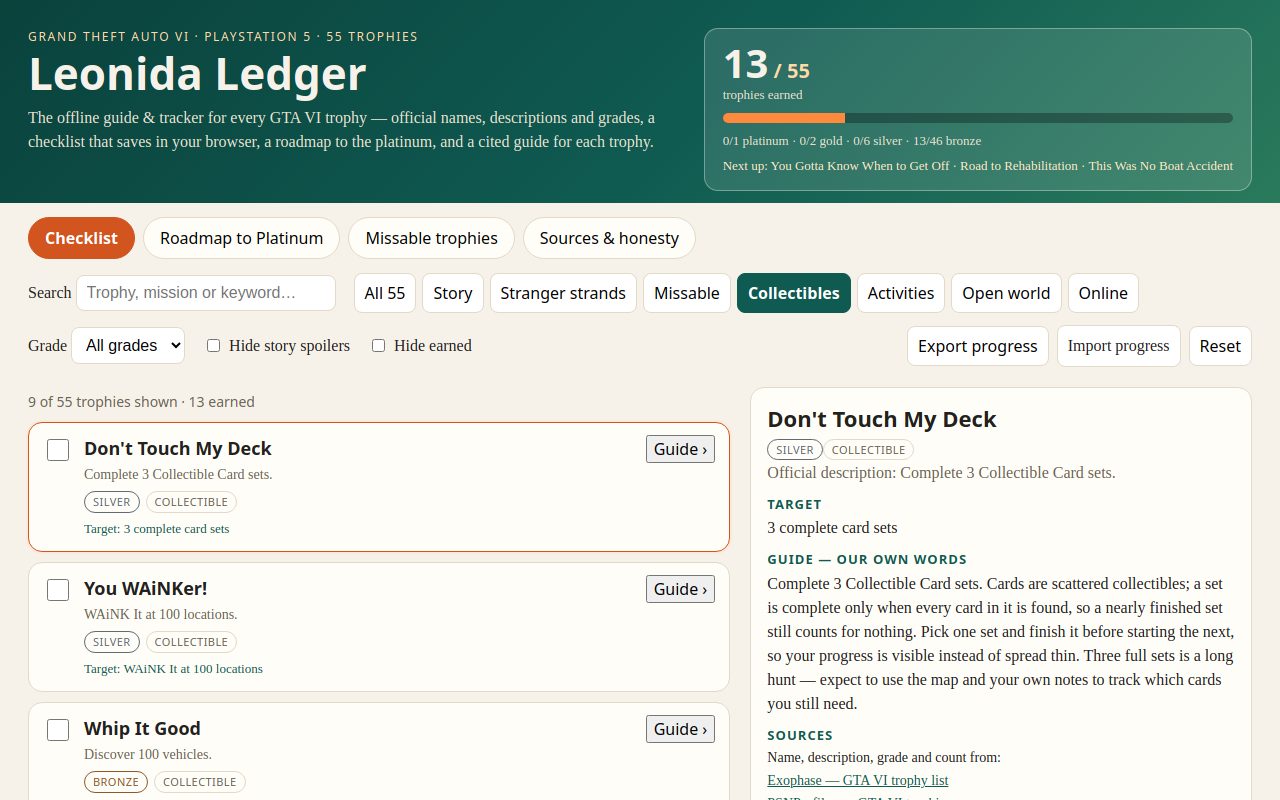 GRAND THEFT AUTO VI · PLAYSTATION 5 · 55 TROPHIES
Leonida Ledger
The offline guide & tracker for every GTA VI trophy — official names, descriptions and grades, a
checklist that saves in your browser, a roadmap to the platinum, and a cited guide for each trophy.
13 / 55
trophies earned
0/1 platinum · 0/2 gold · 0/6 silver · 13/46 bronze
Next up: You Gotta Know When to Get Off · Road to Rehabilitation · This Was No Boat Accident
Checklist
Roadmap to Platinum
Missable trophies
Sources & honesty
Search
Trophy, mission or keyword…
All 55
Story
Stranger strands
Missable
Collectibles
Activities
Open world
Online
Grade
All grades
Hide story spoilers
Hide earned
Export progress
Import progress
Reset
9 of 55 trophies shown · 13 earned
Don't Touch My Deck
Guide ›
Complete 3 Collectible Card sets.
SILVER
COLLECTIBLE
Target: 3 complete card sets
You WAiNKer!
Guide ›
WAiNK It at 100 locations.
SILVER
COLLECTIBLE
Target: WAiNK It at 100 locations
Whip It Good
Guide ›
Discover 100 vehicles.
BRONZE
COLLECTIBLE
Don't Touch My Deck
SILVER
COLLECTIBLE
Official description: Complete 3 Collectible Card sets.
TARGET
3 complete card sets
GUIDE — OUR OWN WORDS
Complete 3 Collectible Card sets. Cards are scattered collectibles; a set
is complete only when every card in it is found, so a nearly finished set
still counts for nothing. Pick one set and finish it before starting the next,
so your progress is visible instead of spread thin. Three full sets is a long
hunt — expect to use the map and your own notes to track which cards
you still need.
SOURCES
Name, description, grade and count from:
Exophase — GTA VI trophy list